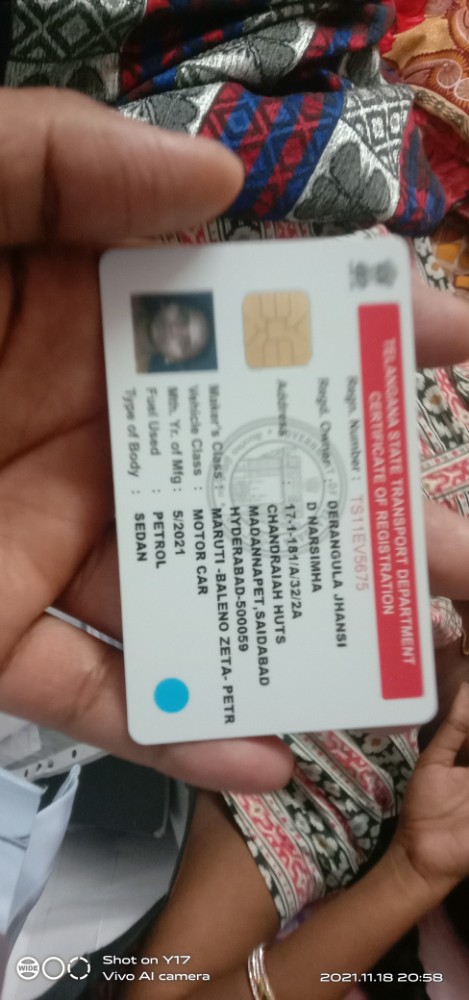 TELANGANA STATE TRANSPORT DEPARTMENT
CERTIFICATE OF REGISTRATION
Regn. Number : TS11EV5675
Regd. Owner : DERANGULA JHANSI
D NARSIMHA
Address : 17-1-181/A/32/2A
CHANDRAIAH HUTS
MADANNAPET,SAIDABAD
HYDERABAD-500059
Maker's Class : MARUTI -BALENO ZETA- PETR
Vehicle Class : MOTOR CAR
Mth. Yr. of Mfg : 5/2021
Fuel Used : PETROL
Type of Body : SEDAN
WIDE
Shot on Y17
Vivo AI camera
2021.11.18 20:58